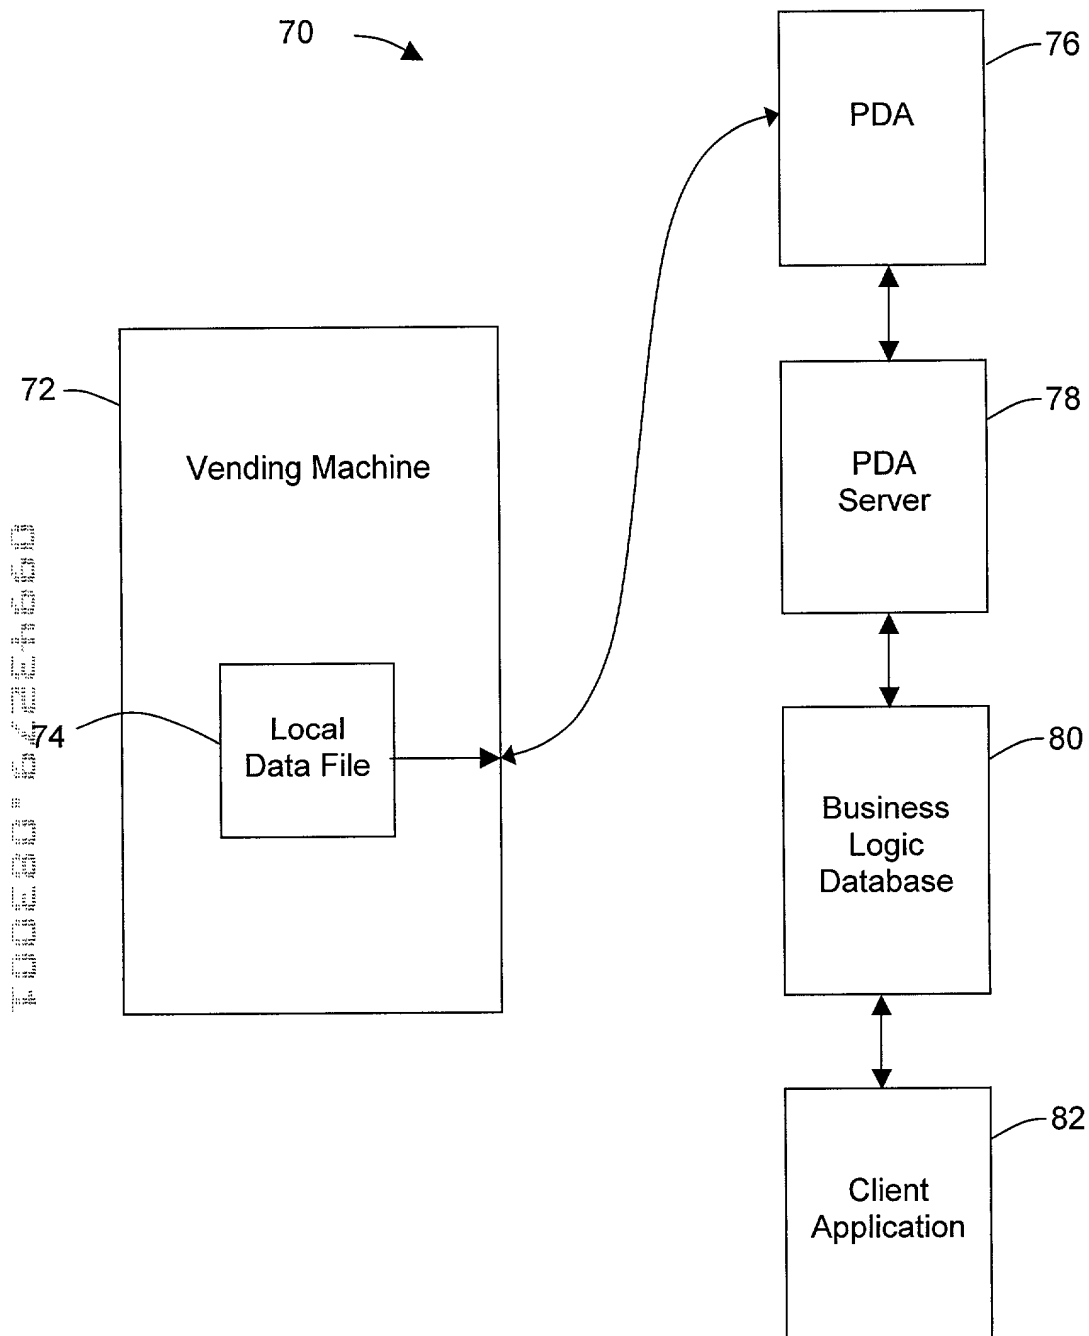 70
76
PDA
72
78
Vending Machine
PDA
Server
74
Local
Data File
80
Business
Logic
Database
82
Client
Application